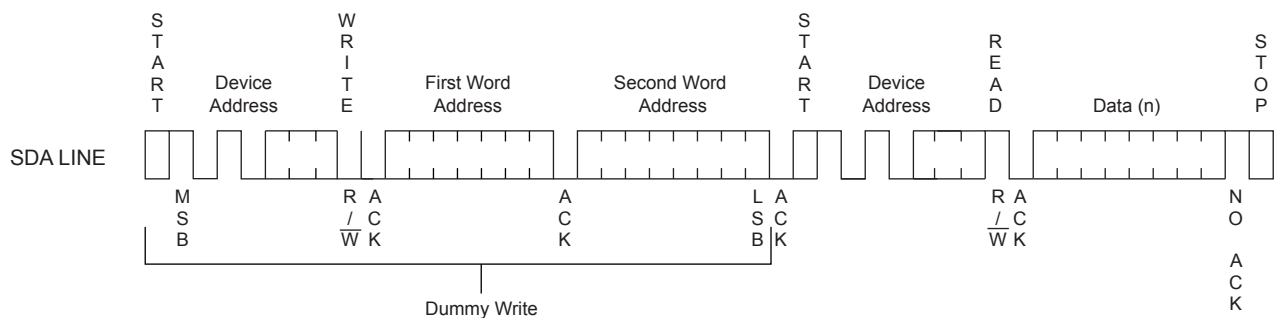 START
WRITE
START
READ
STOP
Device
Address
First Word
Address
Second Word
Address
Device
Address
Data (n)
SDA LINE
MSB
R/W
ACK
ACK
LSB
ACK
R/W
ACK
NO ACK
Dummy Write